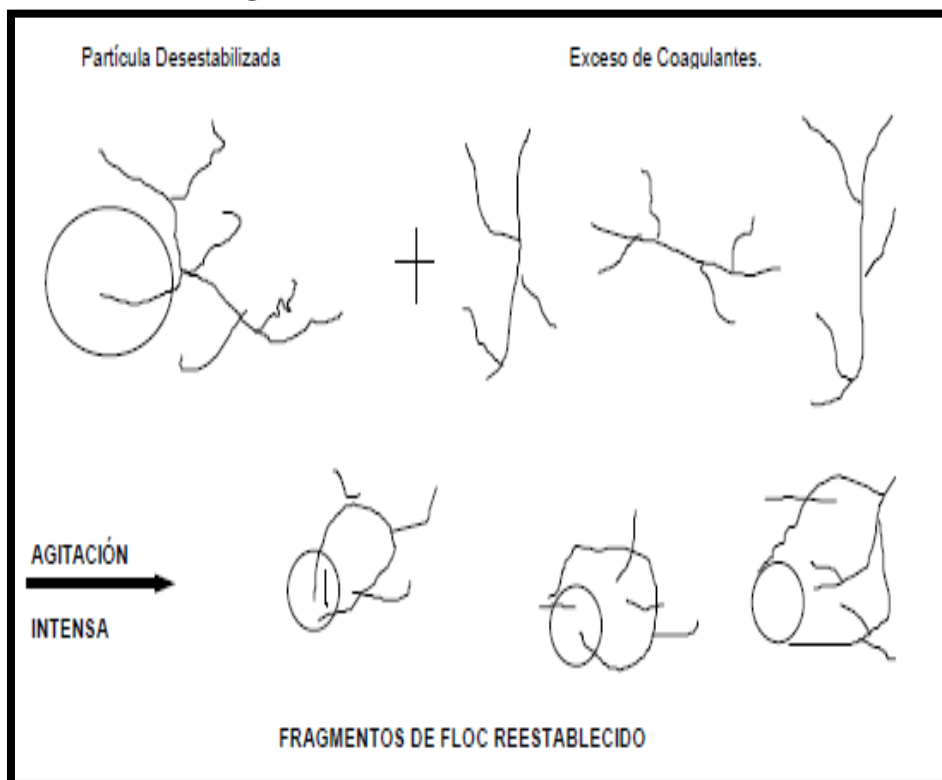 Partícula Desestabilizada
Exceso de Coagulantes.
AGITACIÓN
INTENSA
FRAGMENTOS DE FLOC REESTABLECIDO